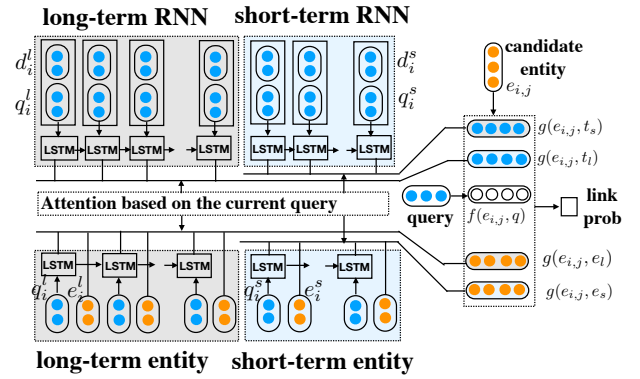 long-term RNN
short-term RNN
candidate
entity
d_i^l
q_i^l
d_i^s
q_i^s
e_{i,j}
LSTM LSTM LSTM LSTM
LSTM LSTM LSTM
g(e_{i,j}, t_s)
g(e_{i,j}, t_l)
Attention based on the current query
query
f(e_{i,j}, q)
link
prob
LSTM LSTM LSTM
LSTM LSTM
q_i^l
e_i^l
q_i^s
e_i^s
g(e_{i,j}, e_l)
g(e_{i,j}, e_s)
long-term entity
short-term entity